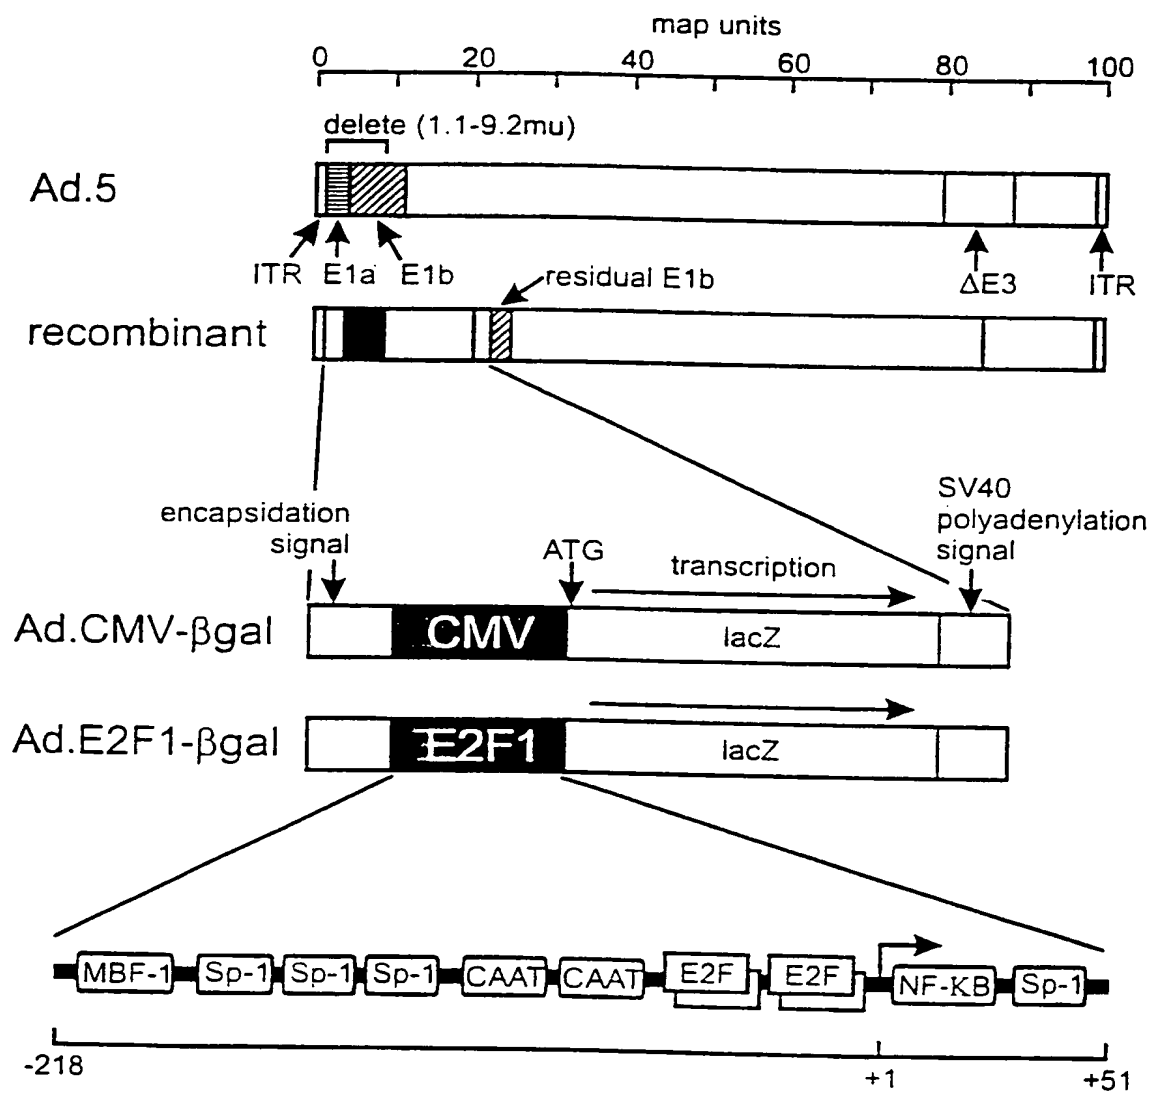 map units
0 20 40 60 80 100
delete (1.1-9.2mu)
Ad.5
ITR E1a E1b ΔE3 ITR
residual E1b
recombinant
encapsidation
signal
ATG
transcription
SV40
polyadenylation
signal
Ad.CMV-βgal CMV lacZ
Ad.E2F1-βgal E2F1 lacZ
MBF-1 Sp-1 Sp-1 Sp-1 CAAT CAAT E2F E2F NF-KB Sp-1
-218 +1 +51